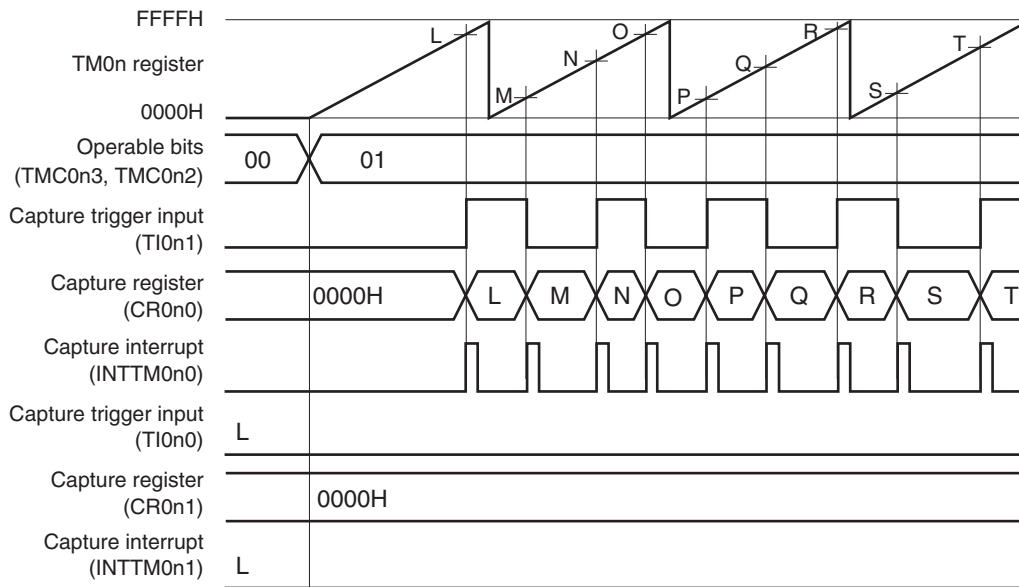 FFFFH
TM0n register
0000H
L M N O P Q R S T
Operable bits
(TMC0n3, TMC0n2)
00 01
Capture trigger input
(TI0n1)
Capture register
(CR0n0)
0000H L M N O P Q R S T
Capture interrupt
(INTTM0n0)
Capture trigger input
(TI0n0)
L
Capture register
(CR0n1)
0000H
Capture interrupt
(INTTM0n1)
L